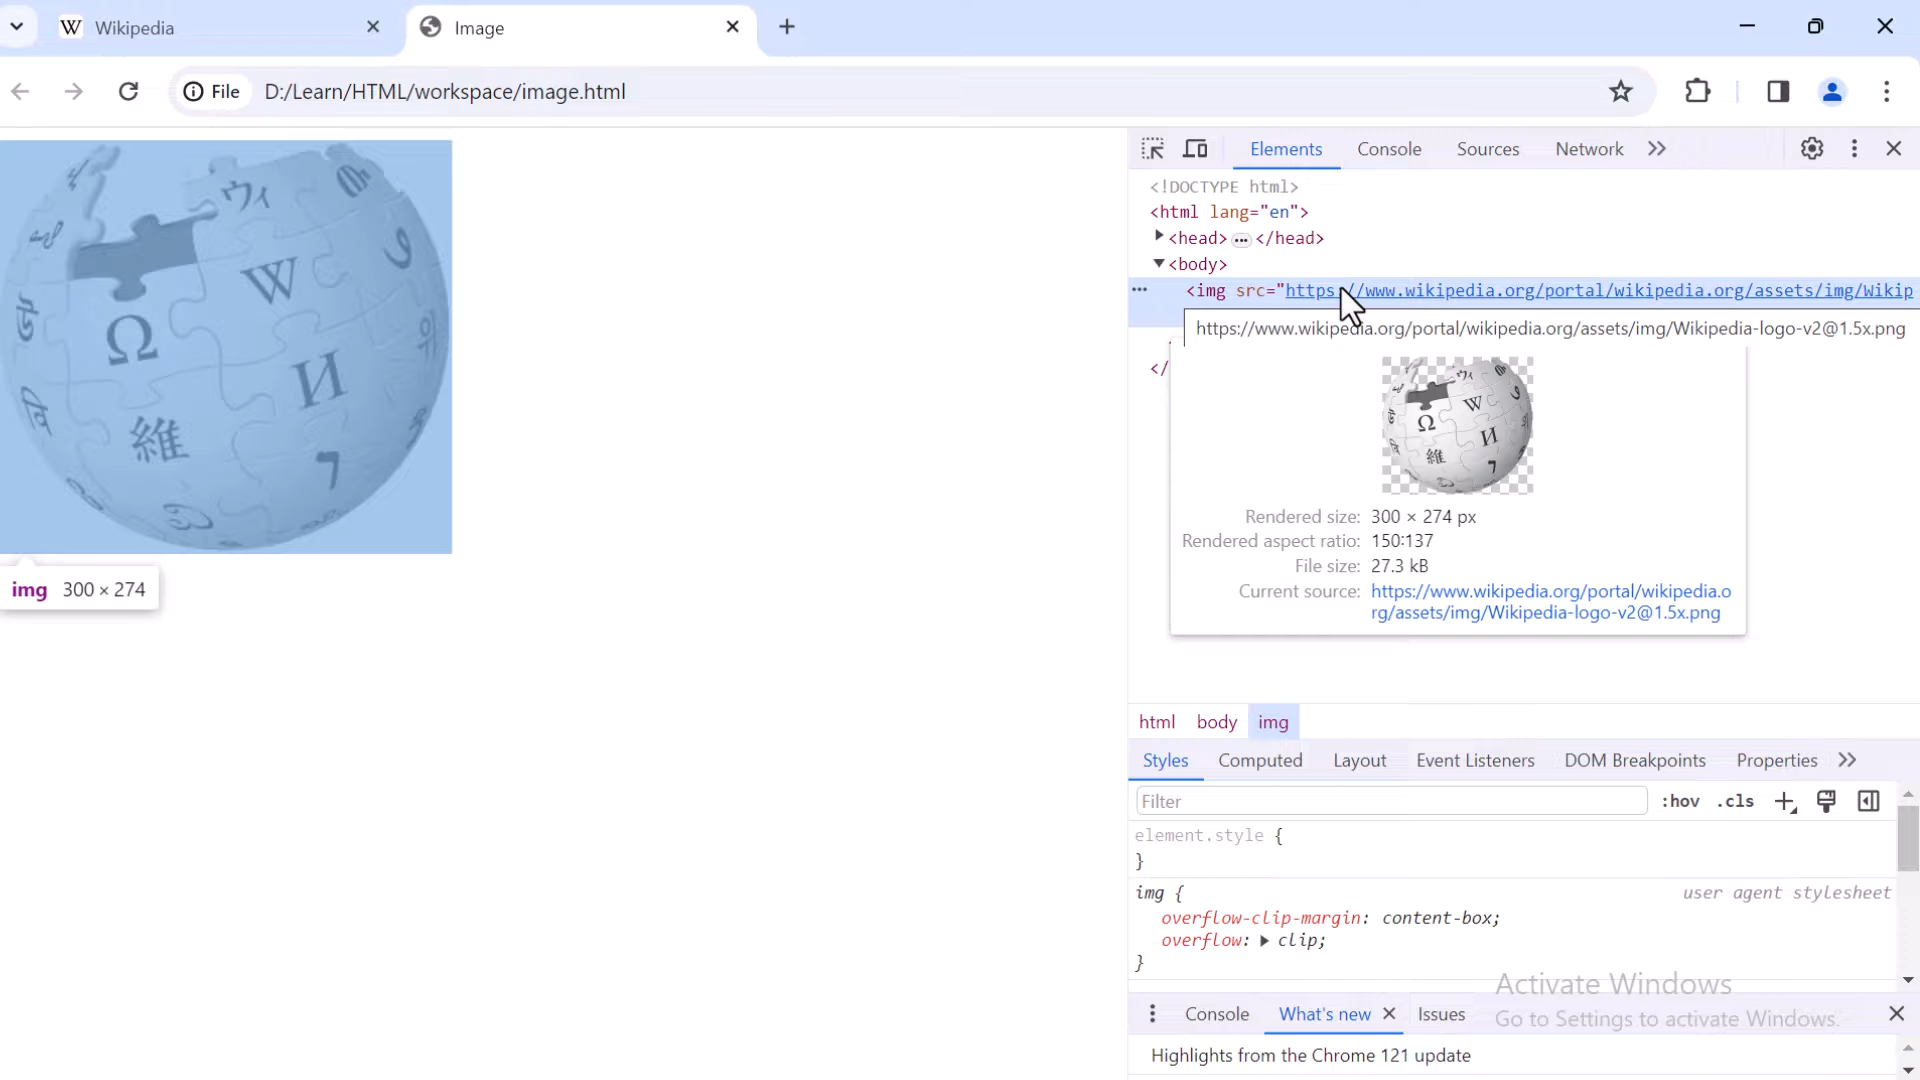 Wikipedia
Image
File
D:/Learn/HTML/workspace/image.html
ウィ
W
Ω
И
維
img 300 × 274
Elements Console Sources Network
<!DOCTYPE html>
<html lang="en">
<head> … </head>
<body>
<img src="https://www.wikipedia.org/portal/wikipedia.org/assets/img/Wikip
https://www.wikipedia.org/portal/wikipedia.org/assets/img/Wikipedia-logo-v2@1.5x.png
</
Ω W
И
維
Rendered size: 300 × 274 px
Rendered aspect ratio: 150:137
File size: 27.3 kB
Current source: https://www.wikipedia.org/portal/wikipedia.o
rg/assets/img/Wikipedia-logo-v2@1.5x.png
html body img
Styles Computed Layout Event Listeners DOM Breakpoints Properties
Filter :hov .cls
element.style {
}
img { user agent stylesheet
overflow-clip-margin: content-box;
overflow: clip;
}
Activate Windows
Go to Settings to activate Windows.
Console What's new Issues
Highlights from the Chrome 121 update